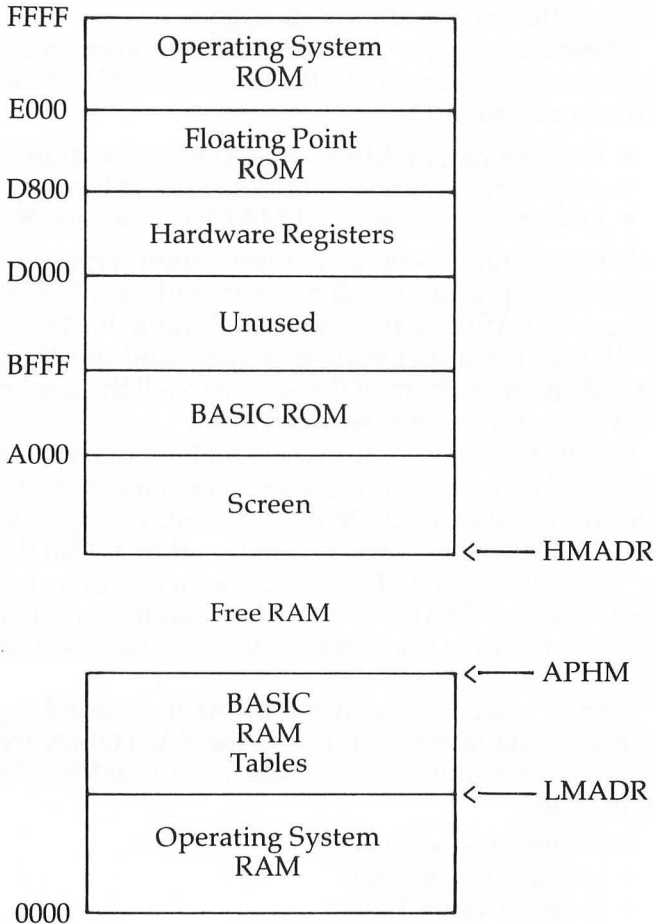 FFFF
Operating System
ROM
E000
Floating Point
ROM
D800
Hardware Registers
D000
Unused
BFFF
BASIC ROM
A000
Screen
HMADR
Free RAM
APHM
BASIC
RAM
Tables
LMADR
Operating System
RAM
0000